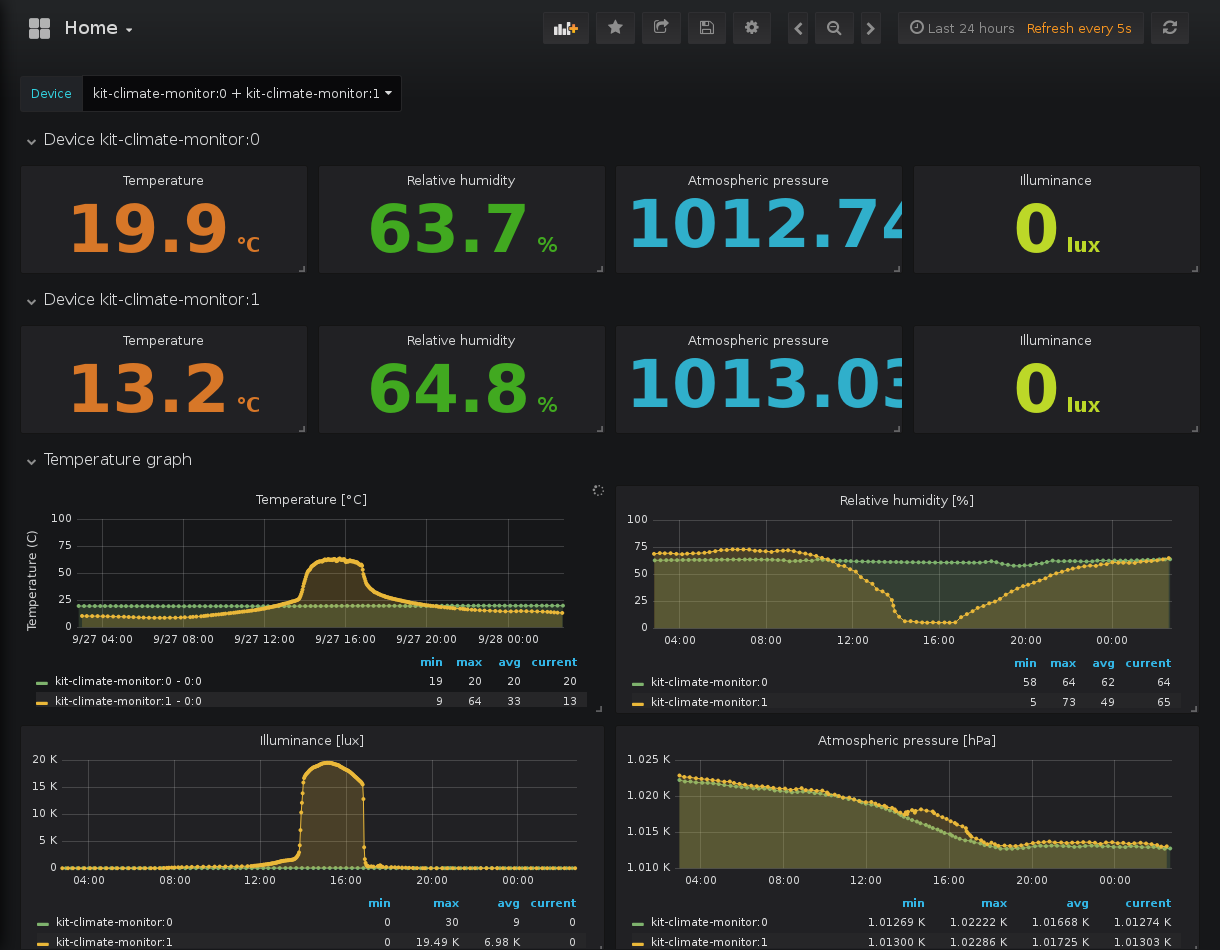 Home
Last 24 hours Refresh every 5s
Device kit-climate-monitor:0 + kit-climate-monitor:1
Device kit-climate-monitor:0
Temperature Relative humidity Atmospheric pressure Illuminance
19.9 °C 63.7 % 1012.74 0 lux
Device kit-climate-monitor:1
Temperature Relative humidity Atmospheric pressure Illuminance
13.2 °C 64.8 % 1013.03 0 lux
Temperature graph
Temperature [°C]
Temperature (C)
100
75
50
25
0
9/27 04:00 9/27 08:00 9/27 12:00 9/27 16:00 9/27 20:00 9/28 00:00
min max avg current
kit-climate-monitor:0 - 0:0 19 20 20 20
kit-climate-monitor:1 - 0:0 9 64 33 13
Relative humidity [%]
100
75
50
25
0
04:00 08:00 12:00 16:00 20:00 00:00
min max avg current
kit-climate-monitor:0 58 64 62 64
kit-climate-monitor:1 5 73 49 65
Illuminance [lux]
20 K
15 K
10 K
5 K
0
04:00 08:00 12:00 16:00 20:00 00:00
min max avg current
kit-climate-monitor:0 0 30 9 0
kit-climate-monitor:1 0 19.49 K 6.98 K 0
Atmospheric pressure [hPa]
1.025 K
1.020 K
1.015 K
1.010 K
04:00 08:00 12:00 16:00 20:00 00:00
min max avg current
kit-climate-monitor:0 1.01269 K 1.02222 K 1.01668 K 1.01274 K
kit-climate-monitor:1 1.01300 K 1.02286 K 1.01725 K 1.01303 K